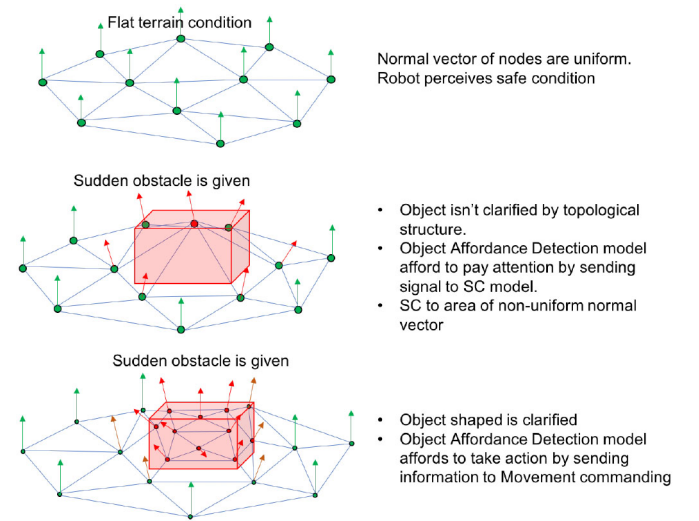 Flat terrain condition
Normal vector of nodes are uniform.
Robot perceives safe condition
Sudden obstacle is given
• Object isn't clarified by topological
structure.
• Object Affordance Detection model
afford to pay attention by sending
signal to SC model.
• SC to area of non-uniform normal
vector
Sudden obstacle is given
• Object shaped is clarified
• Object Affordance Detection model
affords to take action by sending
information to Movement commanding